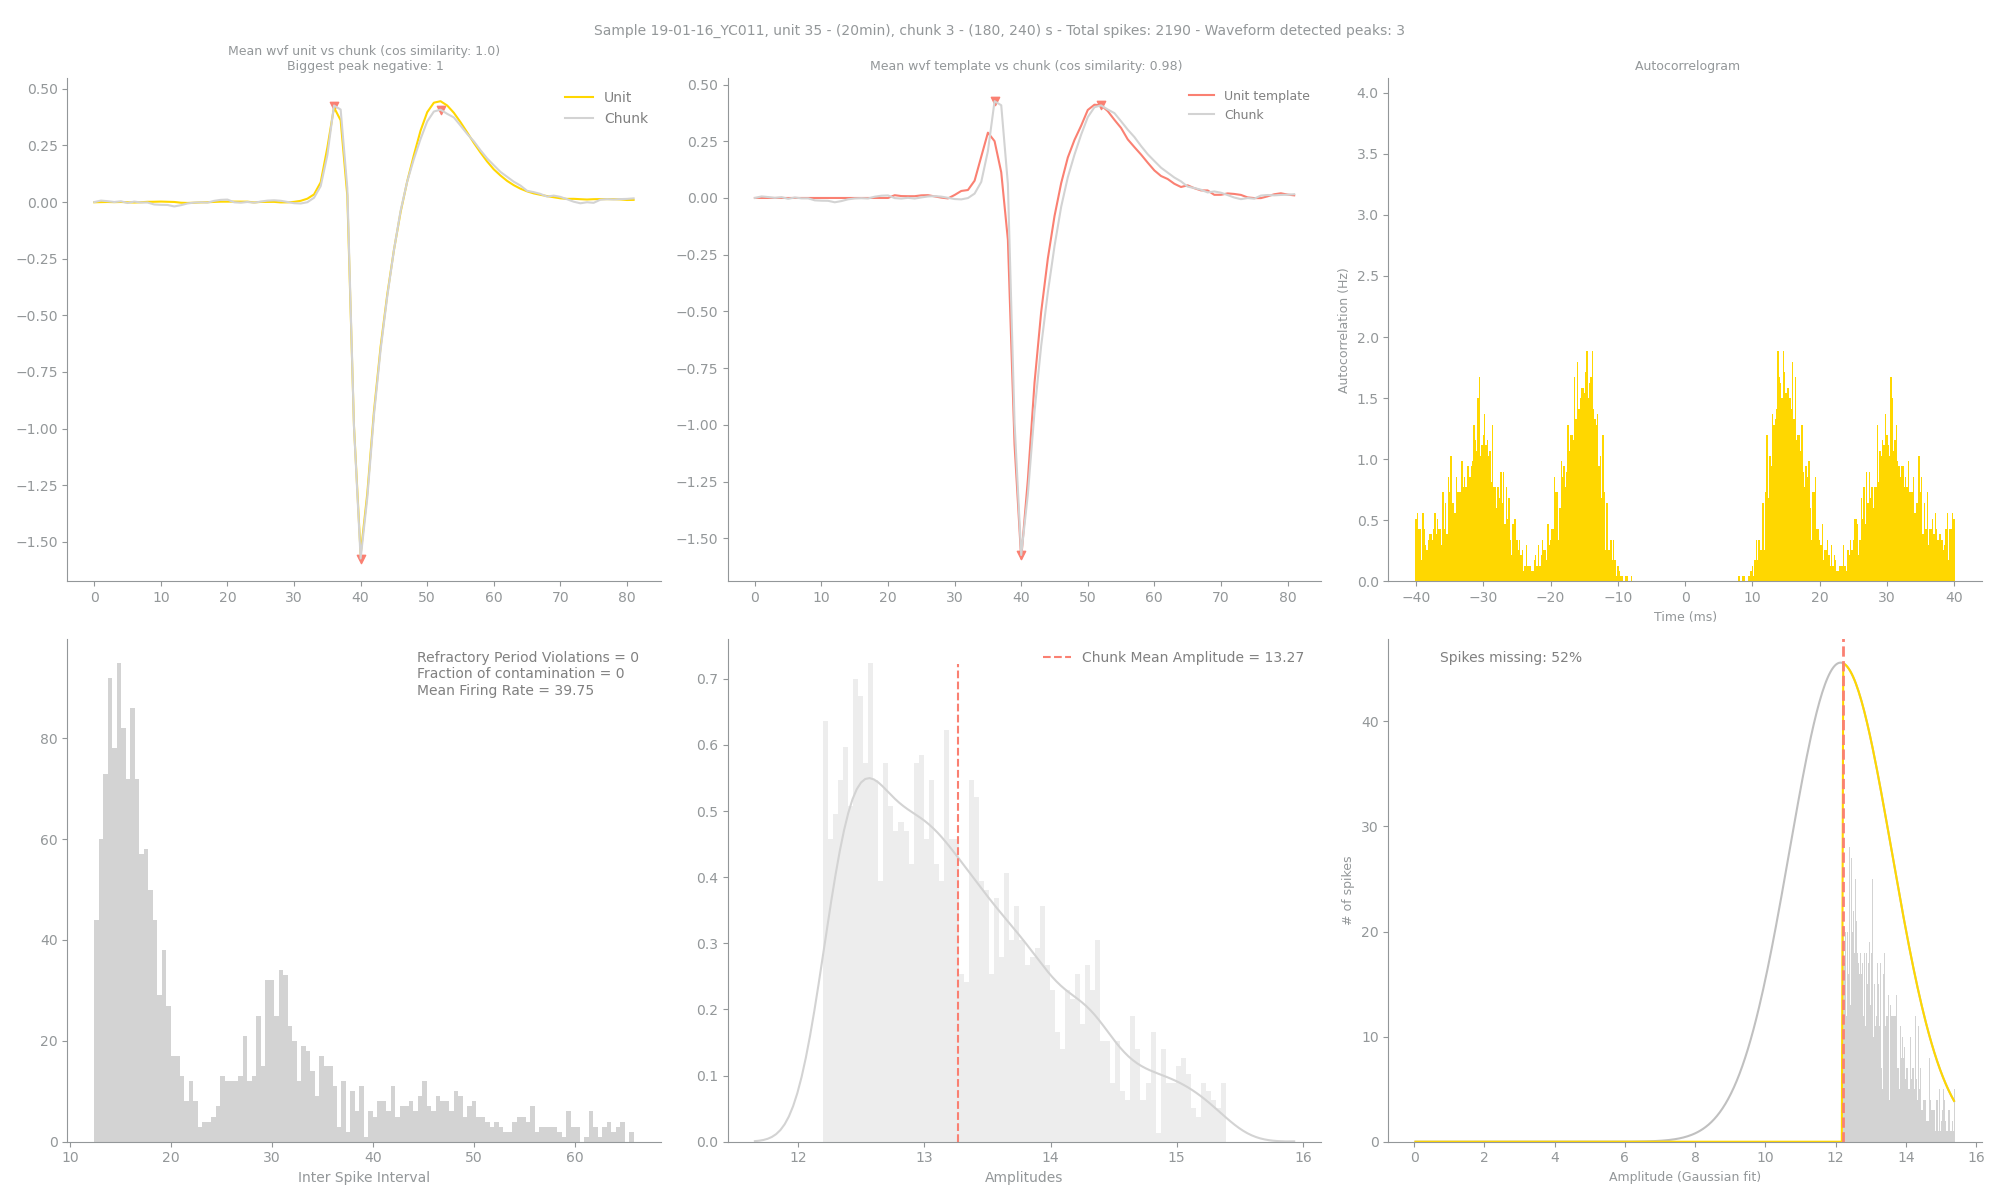 Sample 19-01-16_YC011, unit 35 - (20min), chunk 3 - (180, 240) s - Total spikes: 2190 - Waveform detected peaks: 3
Mean wvf unit vs chunk (cos similarity: 1.0)
Biggest peak negative: 1
Unit
Chunk
0.50
0.25
0.00
−0.25
−0.50
−0.75
−1.00
−1.25
−1.50
0 10 20 30 40 50 60 70 80
Mean wvf template vs chunk (cos similarity: 0.98)
Unit template
Chunk
0.50
0.25
0.00
−0.25
−0.50
−0.75
−1.00
−1.25
−1.50
0 10 20 30 40 50 60 70 80
Autocorrelogram
Autocorrelation (Hz)
4.0
3.5
3.0
2.5
2.0
1.5
1.0
0.5
0.0
−40 −30 −20 −10 0 10 20 30 40
Time (ms)
Refractory Period Violations = 0
Fraction of contamination = 0
Mean Firing Rate = 39.75
80
60
40
20
0
10 20 30 40 50 60
Inter Spike Interval
Chunk Mean Amplitude = 13.27
0.7
0.6
0.5
0.4
0.3
0.2
0.1
0.0
12 13 14 15 16
Amplitudes
Spikes missing: 52%
# of spikes
40
30
20
10
0
0 2 4 6 8 10 12 14 16
Amplitude (Gaussian fit)